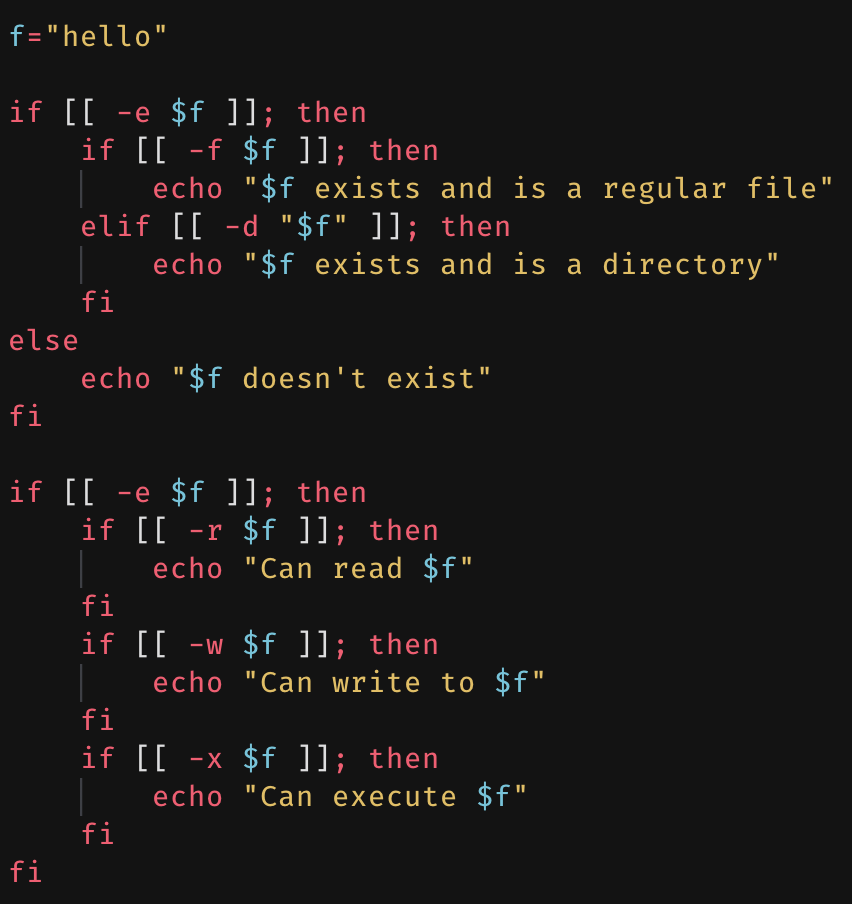 f="hello"

if [[ -e $f ]]; then
    if [[ -f $f ]]; then
        echo "$f exists and is a regular file"
    elif [[ -d "$f" ]]; then
        echo "$f exists and is a directory"
    fi
else
    echo "$f doesn't exist"
fi

if [[ -e $f ]]; then
    if [[ -r $f ]]; then
        echo "Can read $f"
    fi
    if [[ -w $f ]]; then
        echo "Can write to $f"
    fi
    if [[ -x $f ]]; then
        echo "Can execute $f"
    fi
fi